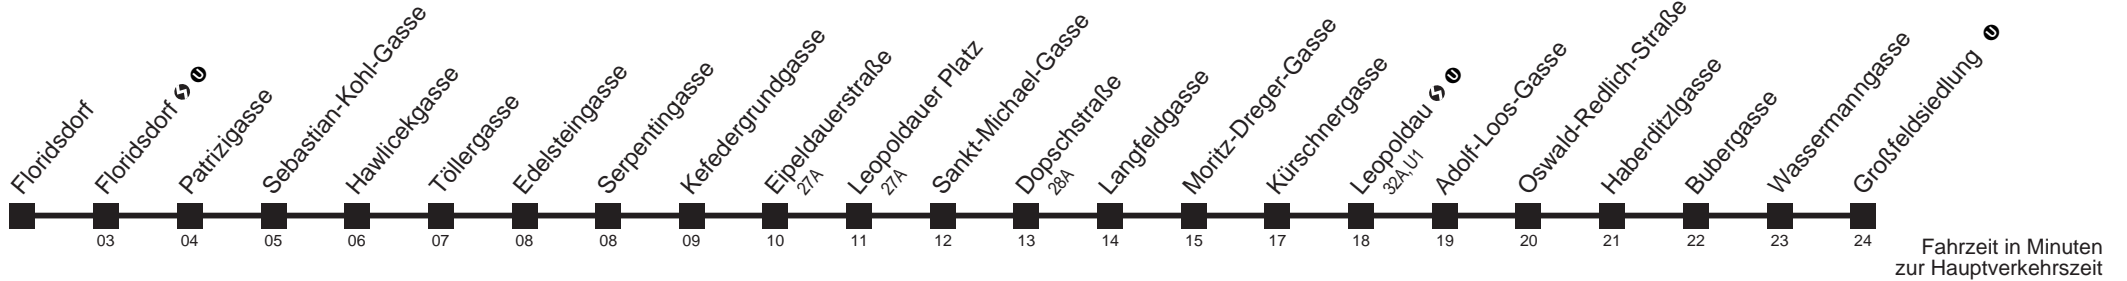 Floridsdorf
Floridsdorf S U
Patrizigasse
Sebastian-Kohl-Gasse
Hawlicekgasse
Töllergasse
Edelsteingasse
Serpentingasse
Kefedergrundgasse
Eipeldauerstraße
27A
Leopoldauer Platz
27A
Sankt-Michael-Gasse
Dopschstraße
28A
Langfeldgasse
Moritz-Dreger-Gasse
Kürschnergasse
Leopoldau S U
32A,U1
Adolf-Loos-Gasse
Oswald-Redlich-Straße
Haberditzlgasse
Bubergasse
Wassermanngasse
Großfeldsiedlung U
03 04 05 06 07 08 08 09 10 11 12 13 14 15 17 18 19 20 21 22 23 24
Fahrzeit in Minuten
zur Hauptverkehrszeit